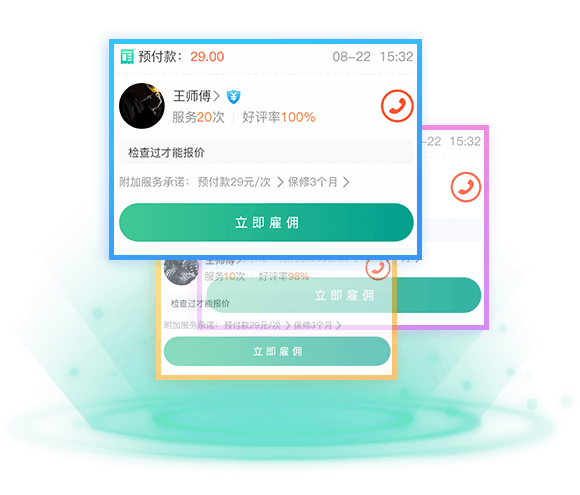 预付款：29.00 08-22 15:32
王师傅
服务20次 好评率100%
检查过才能报价
附加服务承诺： 预付款29元/次 保修3个月
立即雇佣
-22 15:32
立即雇佣
王师傅
服务10次 好评率98%
检查过才能报价
附加服务承诺： 预付款29元/次 保修3个月
立即雇佣